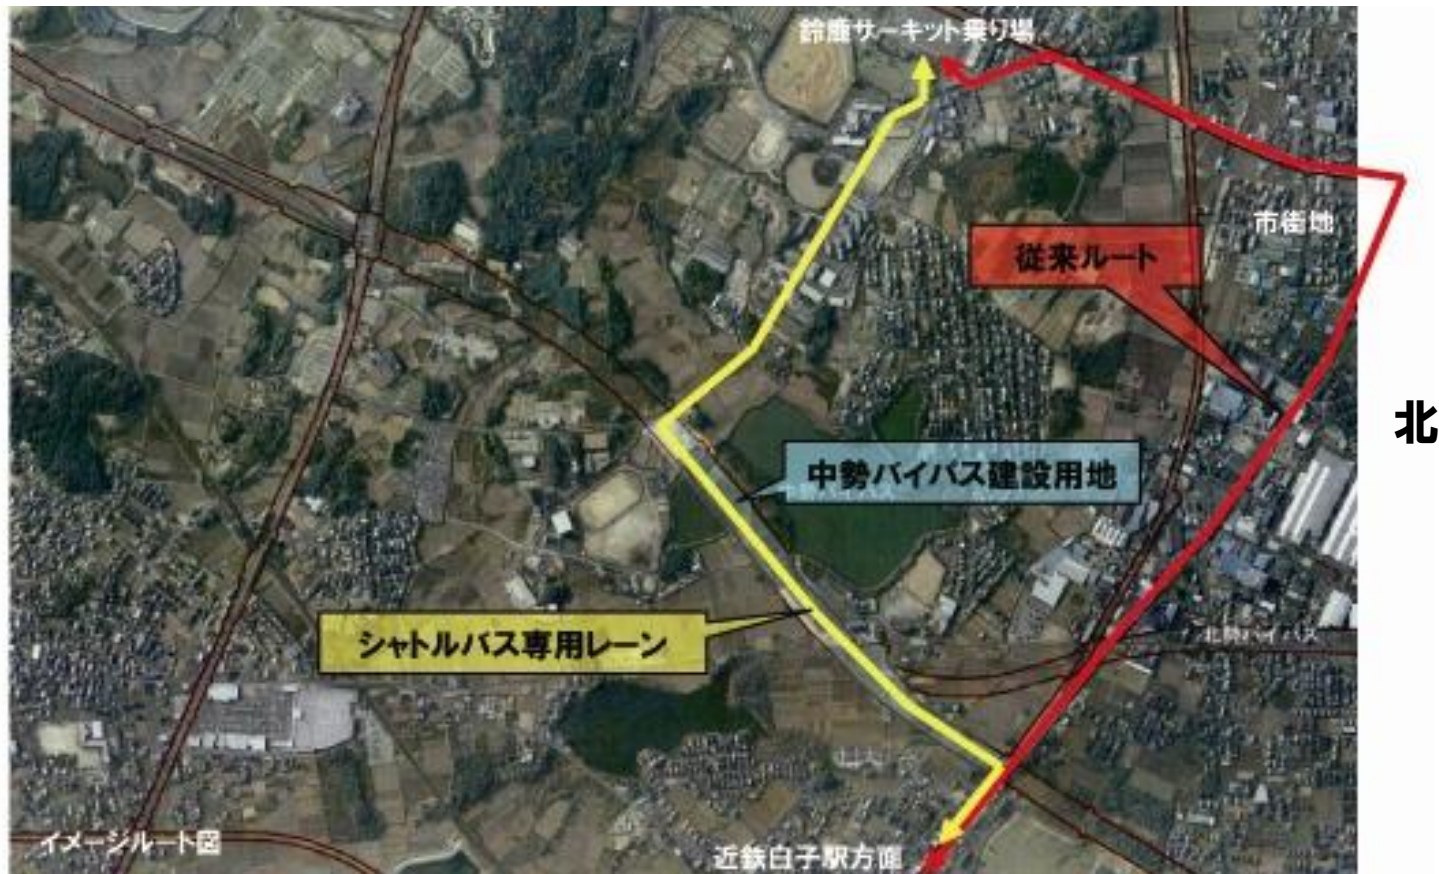 鈴鹿サーキット乗り場
市街地
従来ルート
北
中勢バイパス建設用地
シャトルバス専用レーン
北勢バイパス
イメージルート図
近鉄白子駅方面